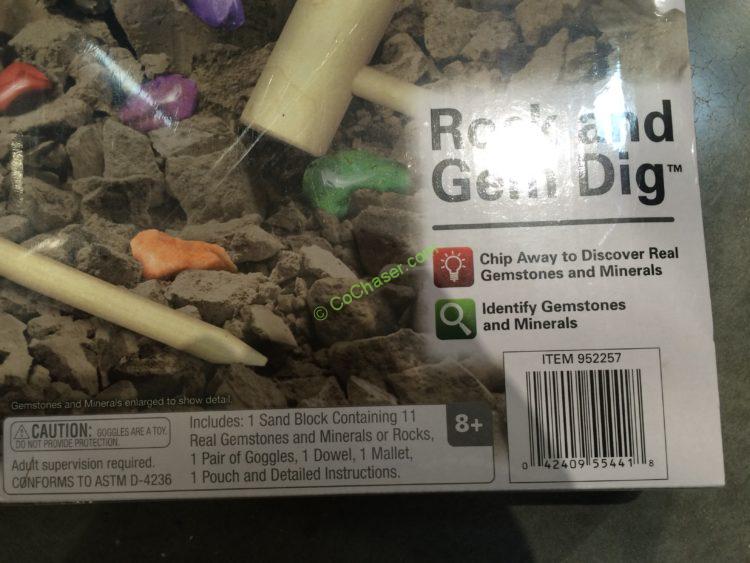 Rock and
Gem Dig™
Chip Away to Discover Real
Gemstones and Minerals
Identify Gemstones
and Minerals
© CoChaser.com
ITEM 952257
0 42409 55441 8
Gemstones and Minerals enlarged to show detail.
CAUTION: GOGGLES ARE A TOY.
DO NOT PROVIDE PROTECTION.
Adult supervision required.
CONFORMS TO ASTM D-4236
Includes: 1 Sand Block Containing 11
Real Gemstones and Minerals or Rocks,
1 Pair of Goggles, 1 Dowel, 1 Mallet,
1 Pouch and Detailed Instructions.
8+